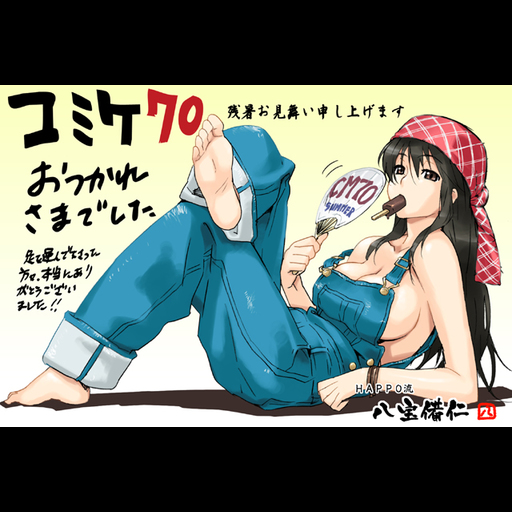 コミケ70
残暑お見舞い申し上げます
おつかれ
さまでした
足を運んで下さった
方々、本当にあり
がとうござい
ました!!
CM70
SUMMER
HAPPO流
八宝備仁